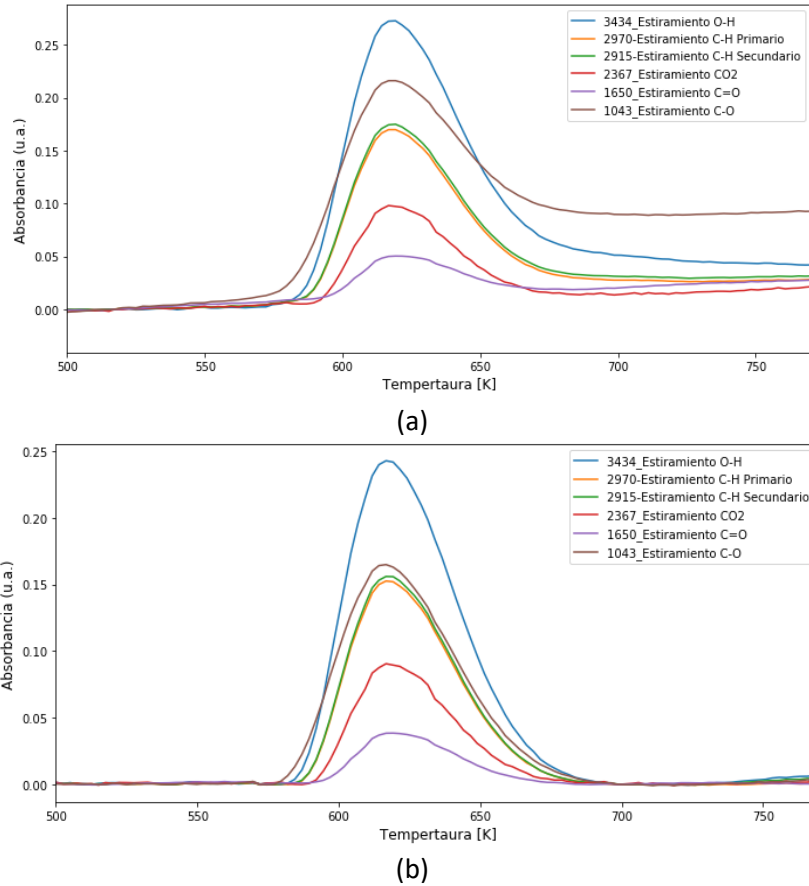 0.25
0.20
0.15
0.10
0.05
0.00
Absorbancia (u.a.)
3434_Estiramiento O-H
2970-Estiramiento C-H Primario
2915-Estiramiento C-H Secundario
2367_Estiramiento CO2
1650_Estiramiento C=O
1043_Estiramiento C-O
500 550 600 650 700 750
Tempertaura [K]
(a)
0.25
0.20
0.15
0.10
0.05
0.00
Absorbancia (u.a.)
3434_Estiramiento O-H
2970-Estiramiento C-H Primario
2915-Estiramiento C-H Secundario
2367_Estiramiento CO2
1650_Estiramiento C=O
1043_Estiramiento C-O
500 550 600 650 700 750
Tempertaura [K]
(b)